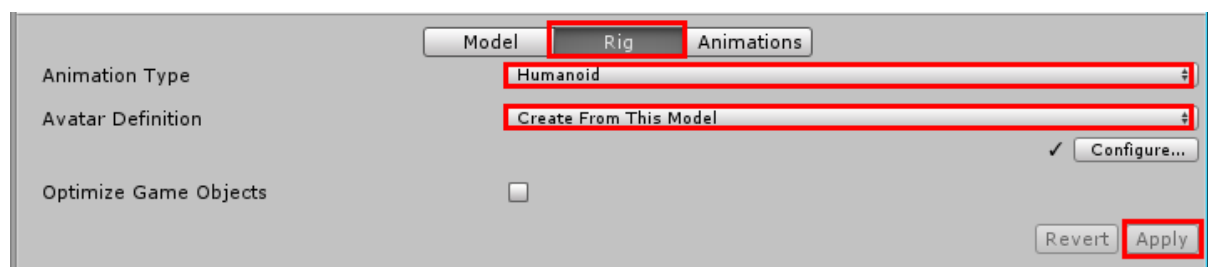 Model Rig Animations
Animation Type Humanoid
Avatar Definition Create From This Model
✓ Configure...
Optimize Game Objects
Revert Apply